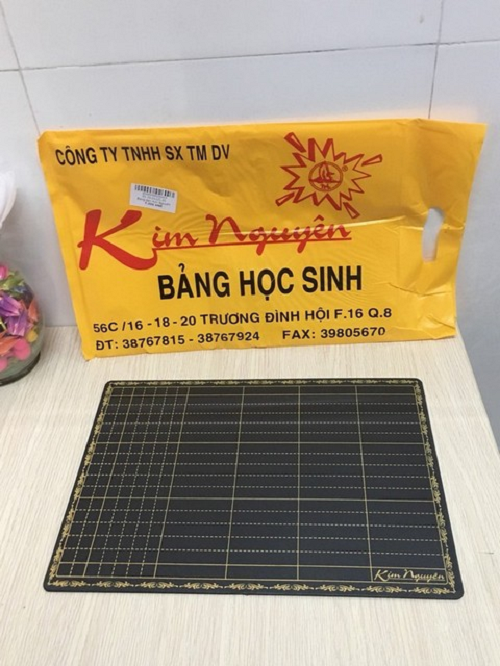 CÔNG TY TNHH SX TM DV
Kim Nguyên
BẢNG HỌC SINH
56C /16 - 18 - 20 TRƯƠNG ĐÌNH HỘI F.16 Q.8
ĐT: 38767815 - 38767924 FAX: 39805670
Kim Nguyên